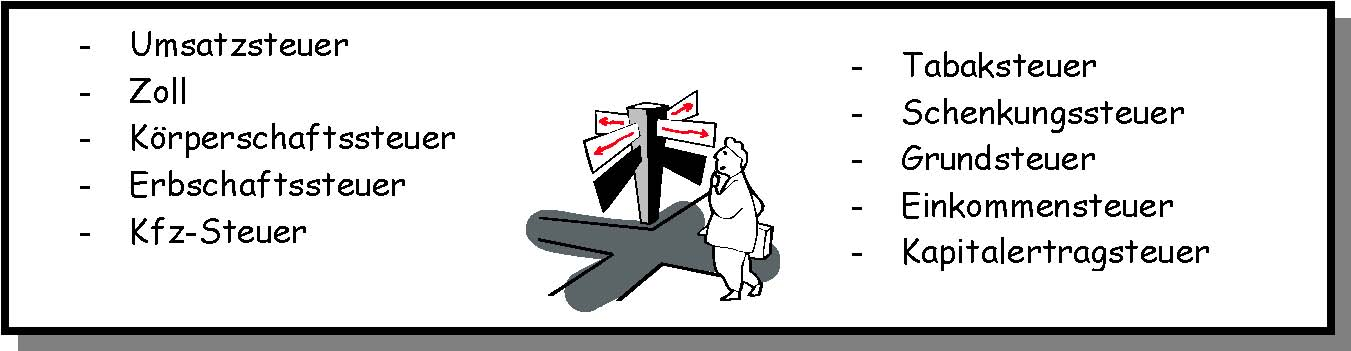 - Umsatzsteuer
- Zoll
- Körperschaftssteuer
- Erbschaftssteuer
- Kfz-Steuer
- Tabaksteuer
- Schenkungssteuer
- Grundsteuer
- Einkommensteuer
- Kapitalertragsteuer